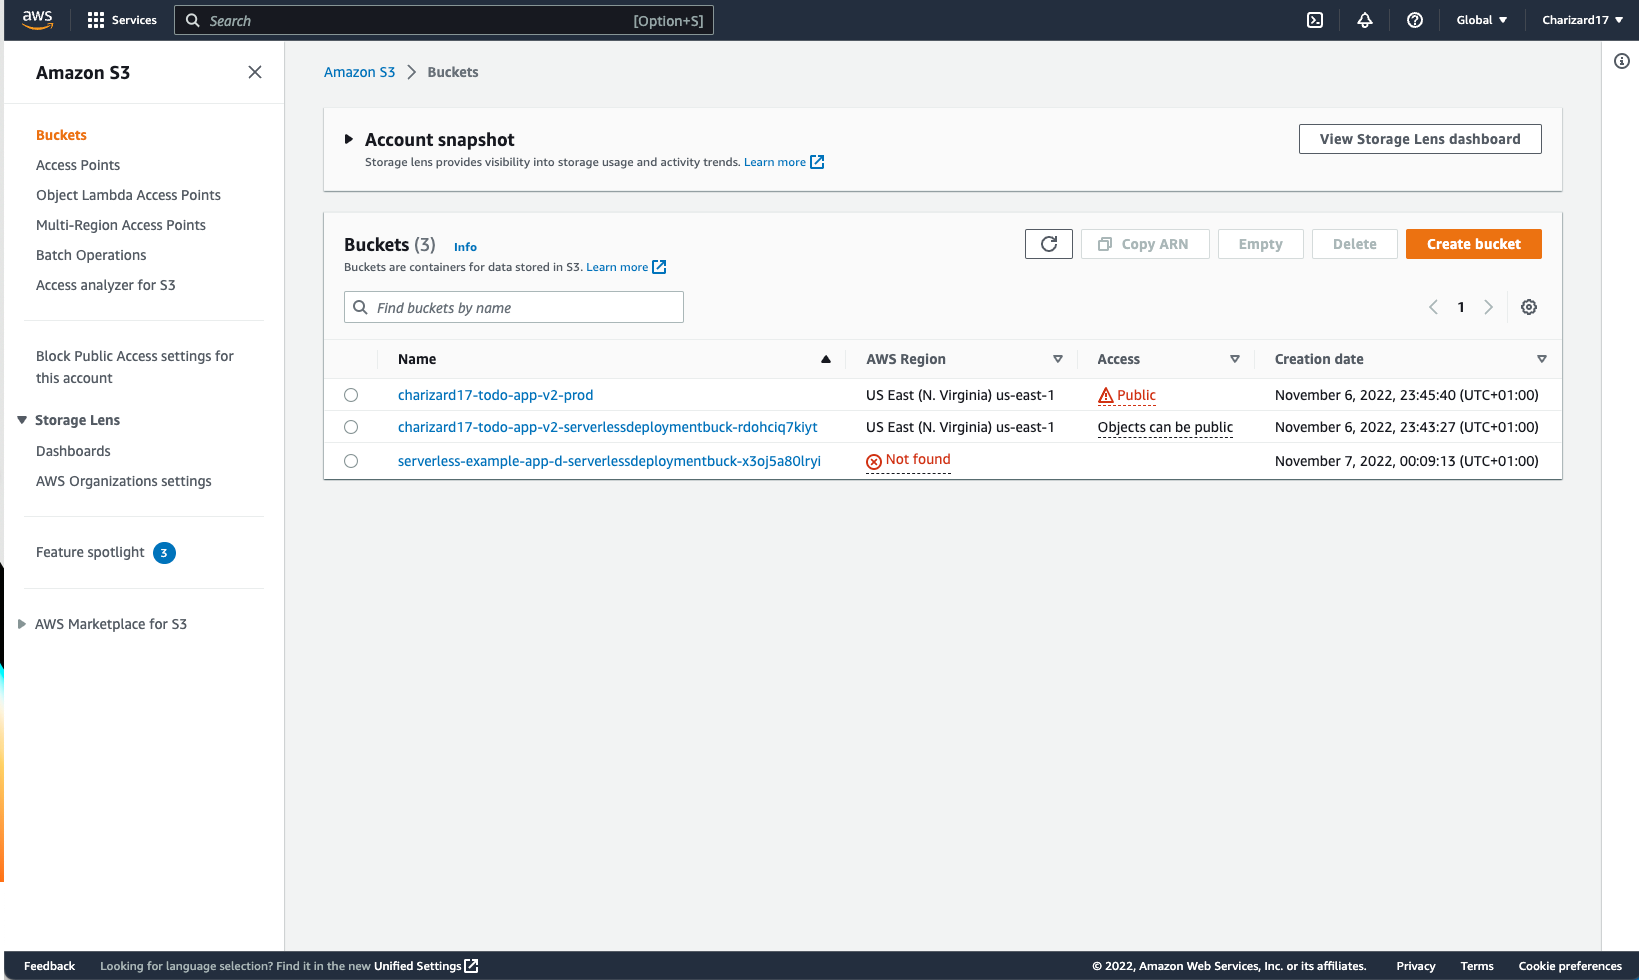 aws
Services
Search
[Option+S]
Global
Charizard17
Amazon S3
Buckets
Access Points
Object Lambda Access Points
Multi-Region Access Points
Batch Operations
Access analyzer for S3
Block Public Access settings for
this account
Storage Lens
Dashboards
AWS Organizations settings
Feature spotlight 3
AWS Marketplace for S3
Amazon S3 > Buckets
Account snapshot
Storage lens provides visibility into storage usage and activity trends. Learn more
View Storage Lens dashboard
Buckets (3) Info
Buckets are containers for data stored in S3. Learn more
Copy ARN
Empty
Delete
Create bucket
Find buckets by name
1
Name AWS Region Access Creation date
charizard17-todo-app-v2-prod US East (N. Virginia) us-east-1 Public November 6, 2022, 23:45:40 (UTC+01:00)
charizard17-todo-app-v2-serverlessdeploymentbuck-rdohciq7kiyt US East (N. Virginia) us-east-1 Objects can be public November 6, 2022, 23:43:27 (UTC+01:00)
serverless-example-app-d-serverlessdeploymentbuck-x3oj5a80lryi Not found November 7, 2022, 00:09:13 (UTC+01:00)
Feedback
Looking for language selection? Find it in the new Unified Settings
© 2022, Amazon Web Services, Inc. or its affiliates.
Privacy
Terms
Cookie preferences